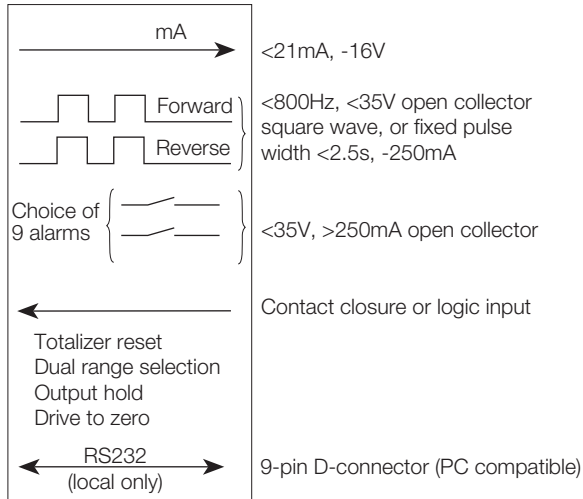 mA
<21mA, -16V
Forward
Reverse
<800Hz, <35V open collector
square wave, or fixed pulse
width <2.5s, -250mA
Choice of
9 alarms
<35V, >250mA open collector
Contact closure or logic input
Totalizer reset
Dual range selection
Output hold
Drive to zero
RS232
(local only)
9-pin D-connector (PC compatible)